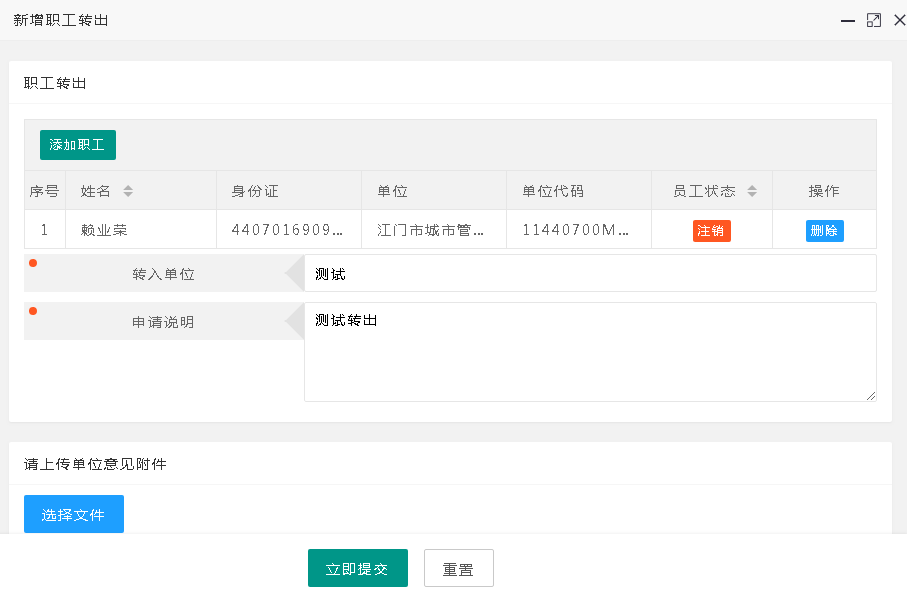 新增职工转出
职工转出
添加职工
序号 姓名 身份证 单位 单位代码 员工状态 操作
1 赖业荣 4407016909... 江门市城市管... 11440700M... 注销 删除
转入单位 测试
申请说明 测试转出
请上传单位意见附件
选择文件
立即提交 重置